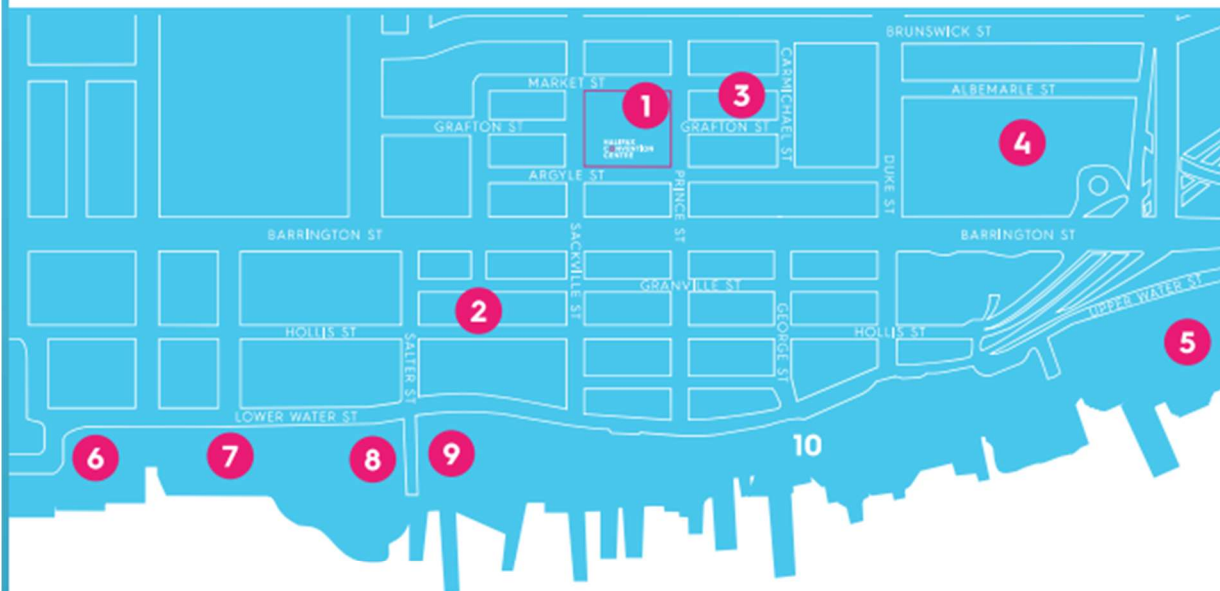 BRUNSWICK ST
CARMICHAEL ST
MARKET ST
ALBEMARLE ST
1
3
GRAFTON ST
GRAFTON ST
4
HALIFAX
CONVENTION
CENTRE
ARGYLE ST
PRINCE ST
DUKE ST
BARRINGTON ST
BARRINGTON ST
SACKVILLE ST
GRANVILLE ST
UPPER WATER ST
2
HOLLIS ST
HOLLIS ST
GEORGE ST
5
SALTER ST
LOWER WATER ST
6
7
8
9
10